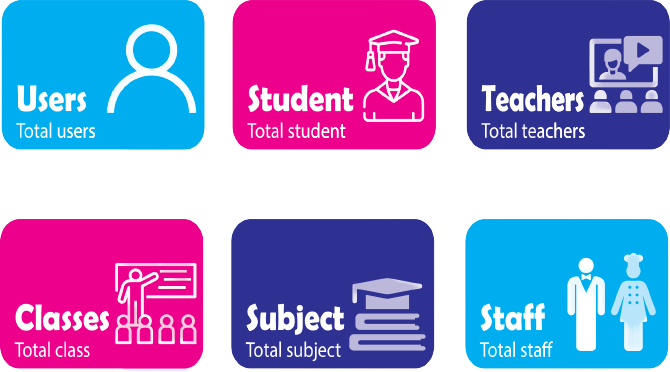 Users
Total users
Student
Total student
Teachers
Total teachers
Classes
Total class
Subject
Total subject
Staff
Total staff